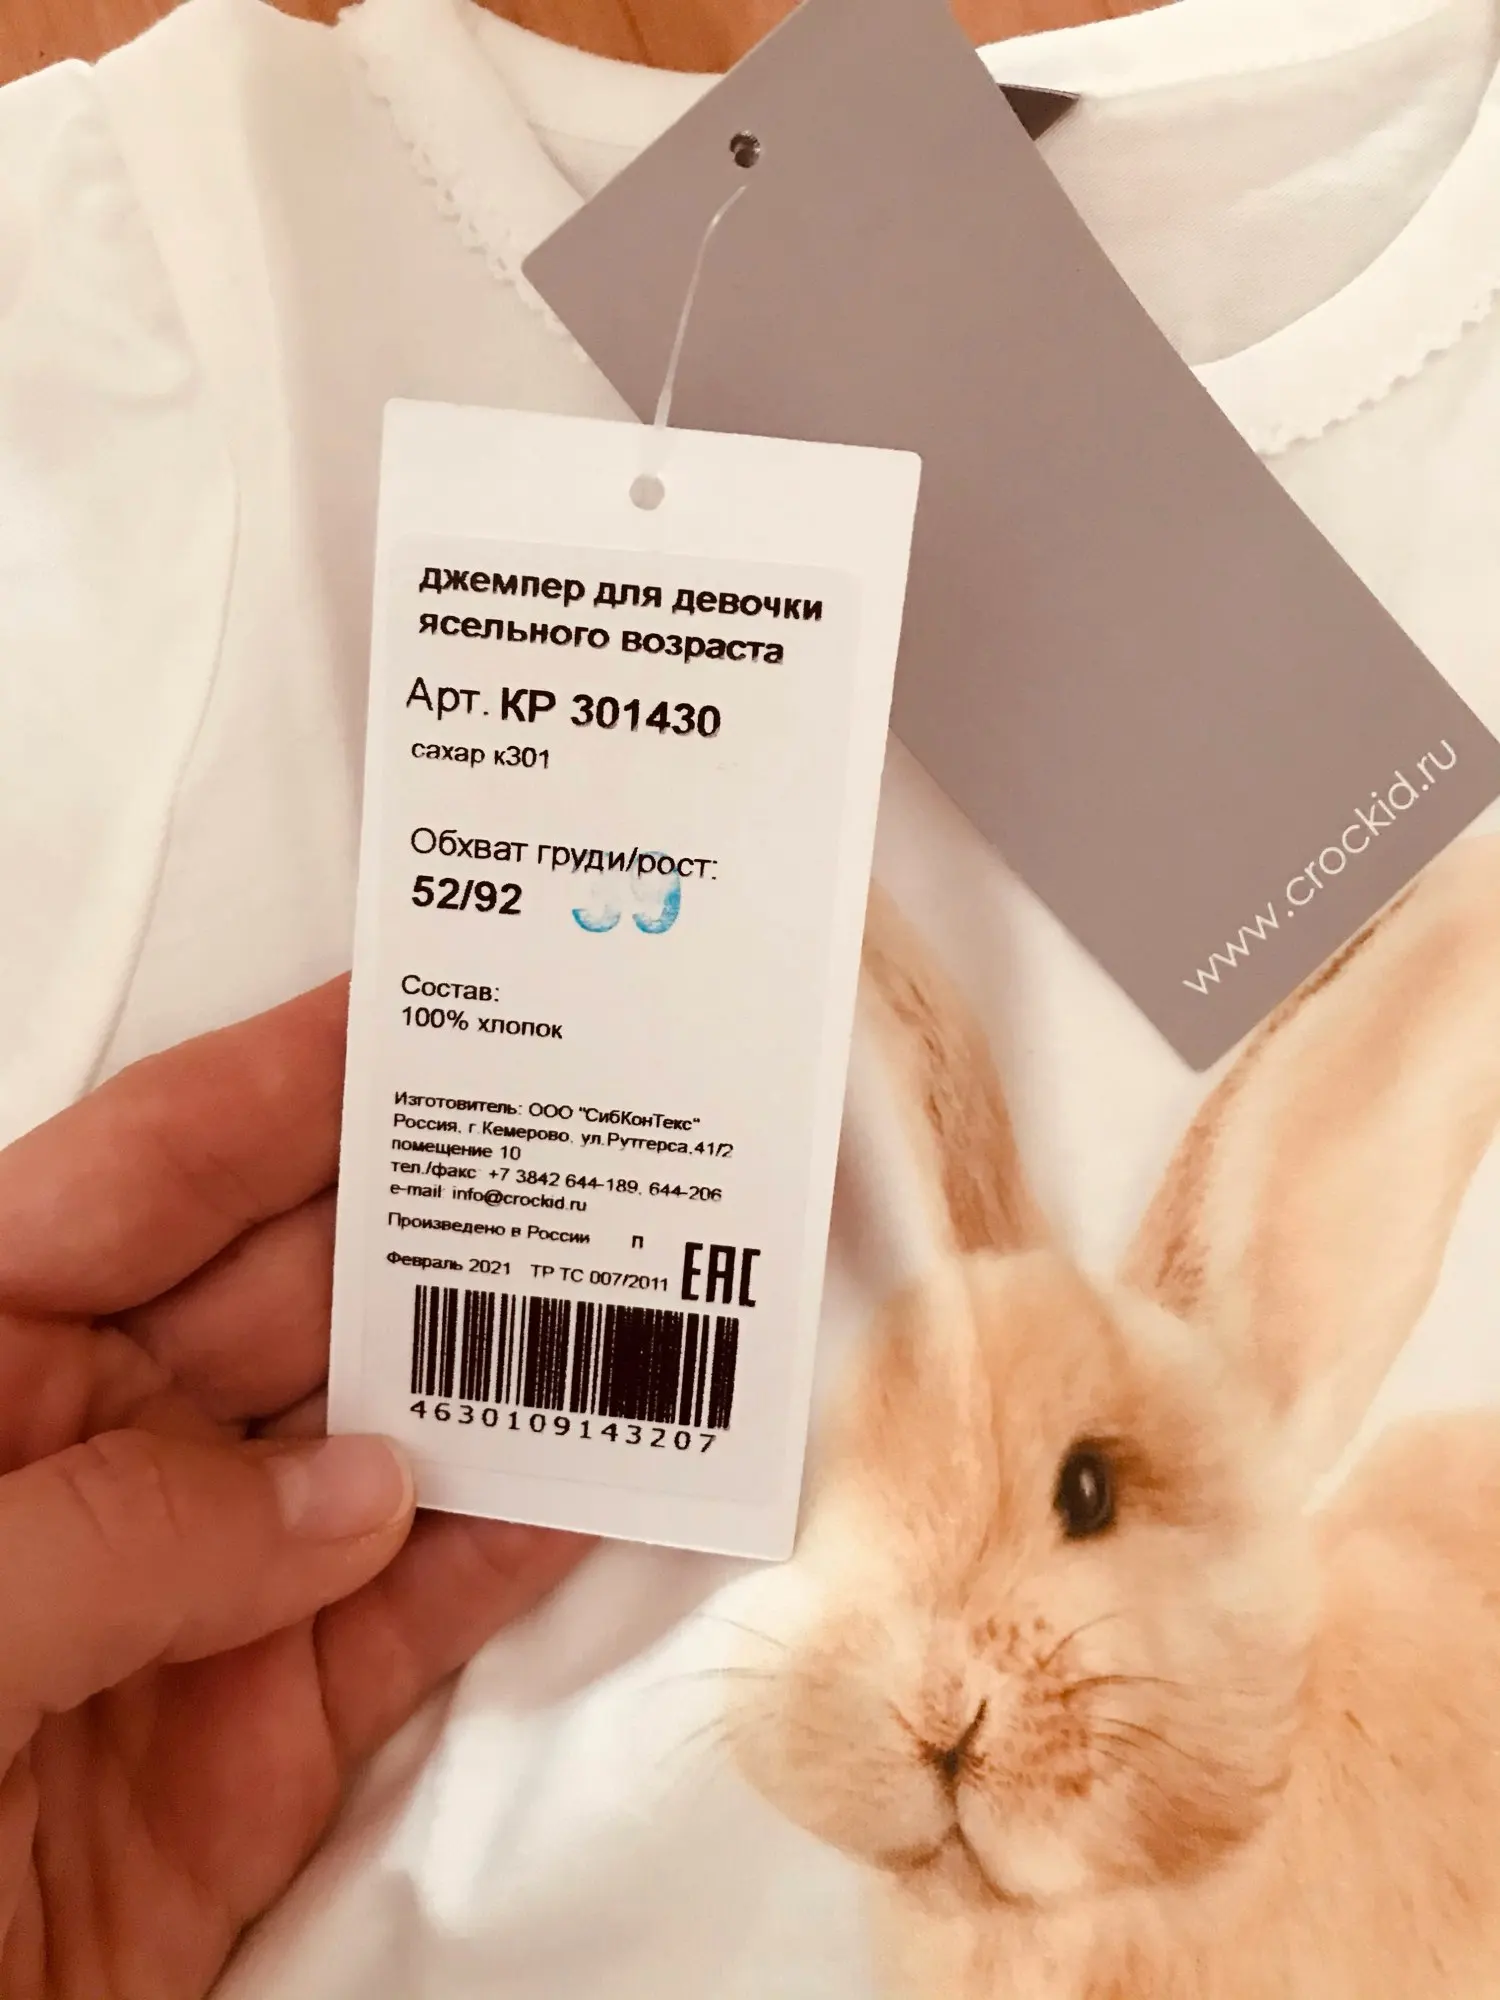 джемпер для девочки
ясельного возраста
Арт. КР 301430
сахар к301
Обхват груди/рост:
52/92
Состав:
100% хлопок
Изготовитель: ООО "СибКонТекс"
Россия, г.Кемерово, ул.Рутгерса,41/2
помещение 10
тел./факс +7 3842 644-189, 644-206
e-mail: info@crockid.ru
Произведено в России П
Февраль 2021 ТР ТС 007/2011 ЕАС
4630109143207
www.crockid.ru